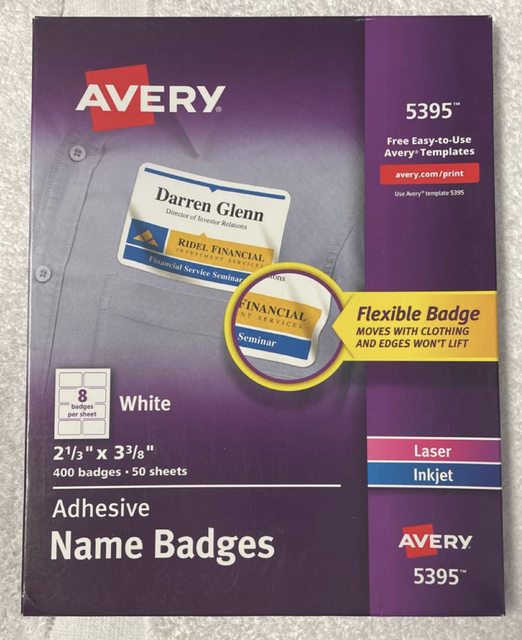 AVERY®
5395™
Free Easy-to-Use
Avery® Templates
avery.com/print
Use Avery™ template 5395
Darren Glenn
Director of Investor Relations
RIDEL FINANCIAL
INVESTMENT SERVICES
Financial Service Seminar
FINANCIAL
NT SERVICES
Seminar
Flexible Badge
MOVES WITH CLOTHING
AND EDGES WON'T LIFT
8
badges
per sheet
White
2 1/3" x 3 3/8"
400 badges • 50 sheets
Laser
Inkjet
Adhesive
Name Badges
AVERY®
5395™